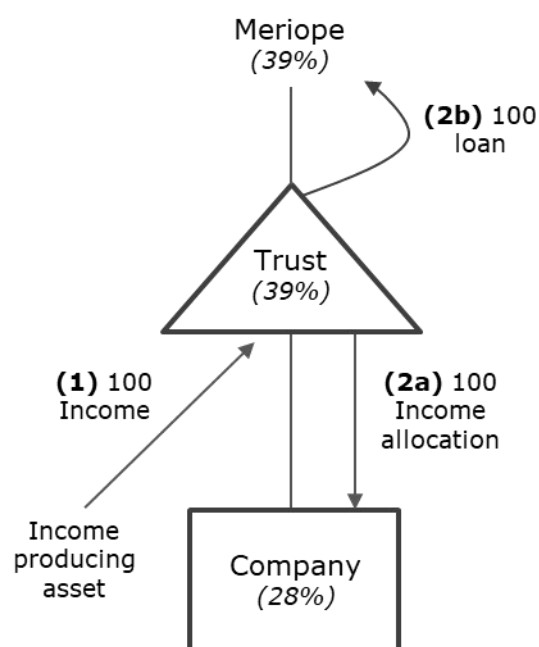 Meriope
(39%)
(2b) 100
loan
Trust
(39%)
(1) 100
Income
(2a) 100
Income
allocation
Income
producing
asset
Company
(28%)